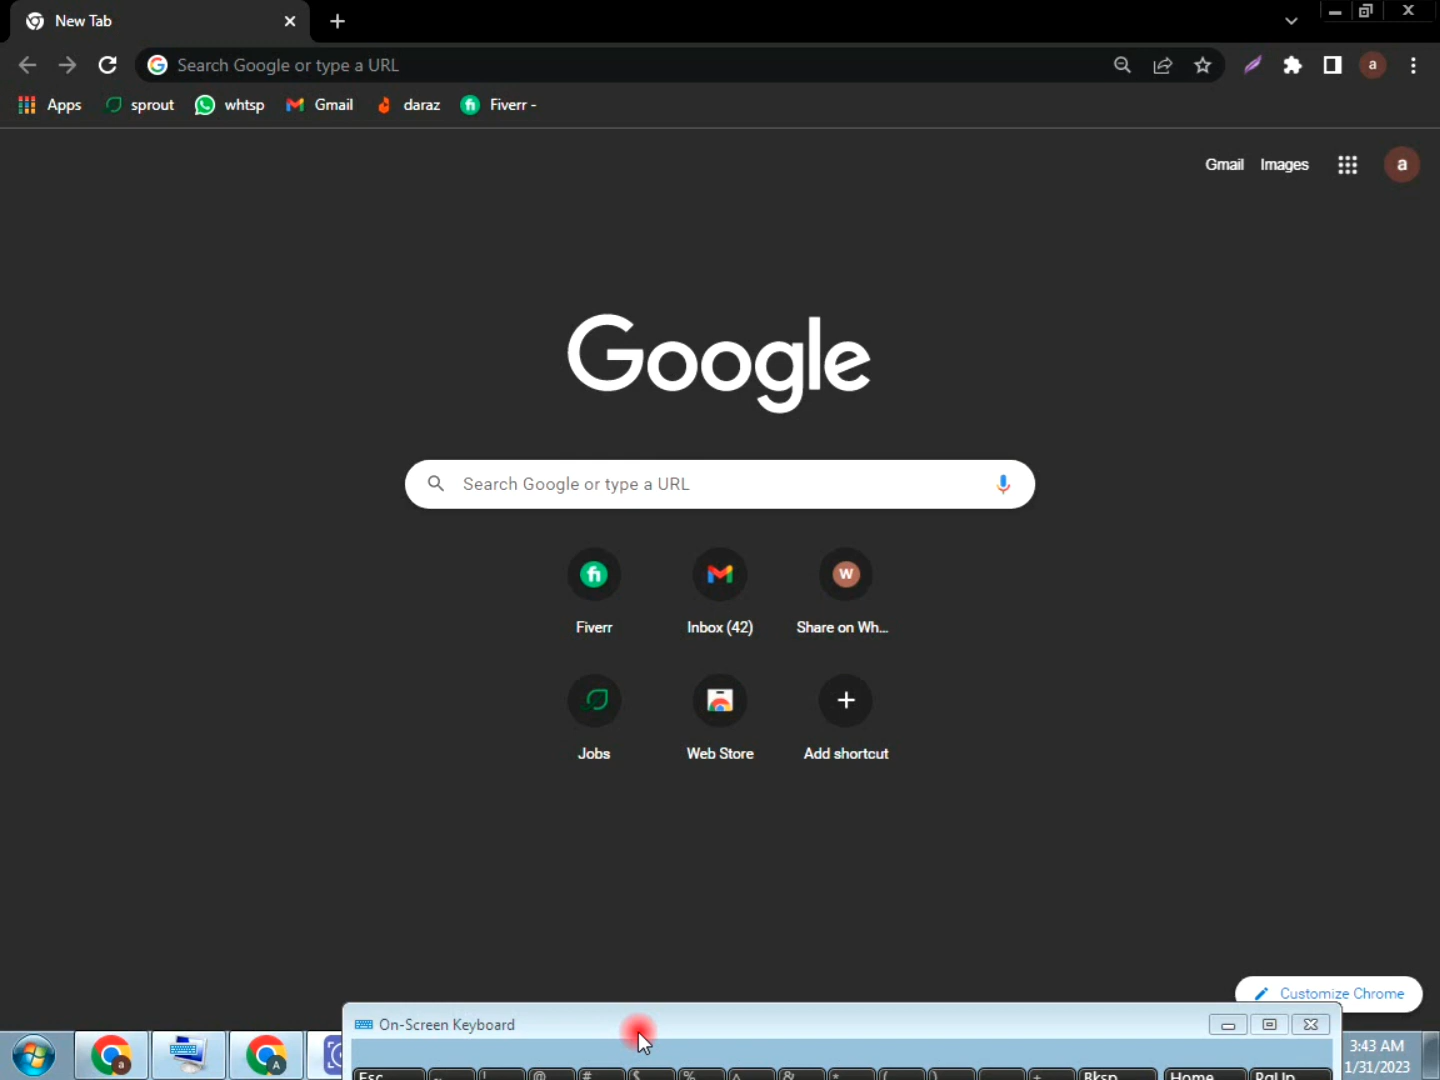 New Tab
Search Google or type a URL
a
Apps
sprout
whtsp
Gmail
daraz
Fiverr -
Gmail
Images
a
Google
Search Google or type a URL
Fiverr
Inbox (42)
W
Share on Wh...
Jobs
Web Store
Add shortcut
Customize Chrome
On-Screen Keyboard
a
A
3:43 AM
1/31/2023
Esc ~ ! @ # $ % ^ & * ( ) _ + Bksp Home PgUp